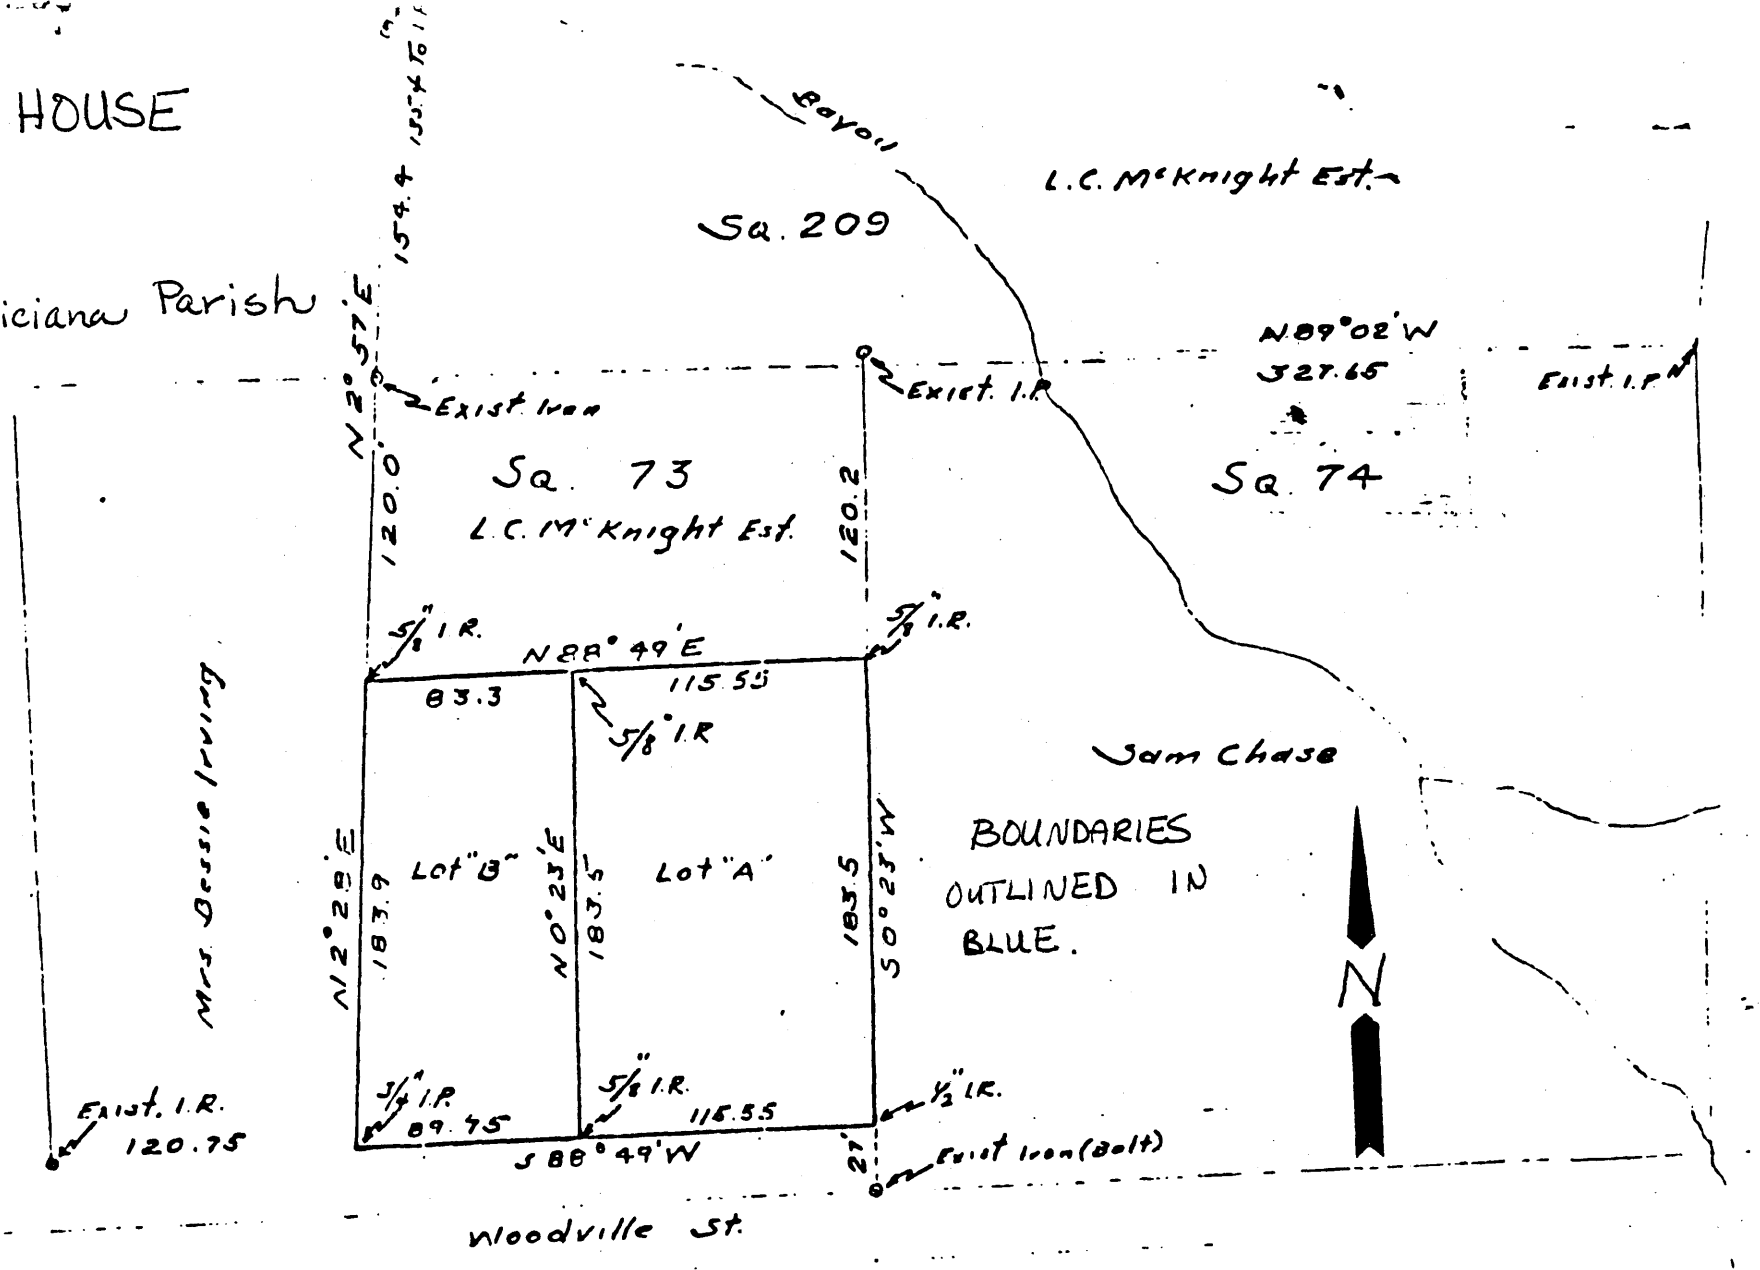 HOUSE
154.4
Bayou
L.C. McKnight Est.
Sq. 209
Parish
N 2° 57' E
N 89° 02' W
327.65
Exist. Iron
Exist. I.P.
Exist. I.P.
120.0'
Sq. 73
L.C. McKnight Est.
120.2
Sq. 74
5/8" I.R.
N 88° 49' E
5/8" I.R.
83.3
115.55
5/8" I.R
Sam Chase
Mrs. Bessie Irving
N 2° 28' E
183.9
Lot "B"
N 0° 23' E
183.5
Lot "A"
183.5
S 0° 23' W
BOUNDARIES
OUTLINED IN
BLUE.
N
Exist. I.R.
120.75
3/4" I.P.
89.75
5/8" I.R.
115.55
1/2" I.R.
S 88° 49' W
27'
Exist Iron (Bolt)
Woodville St.